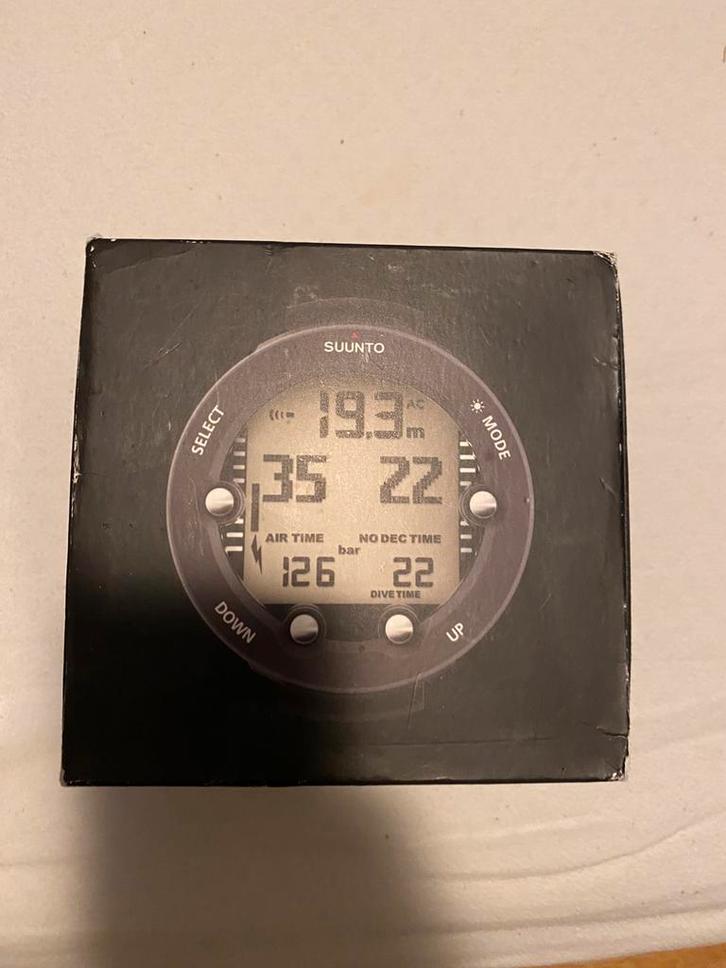 SUUNTO
SELECT
MODE
19,3m AC
35 22
AIR TIME NO DEC TIME
bar
126 22
DIVE TIME
DOWN
UP